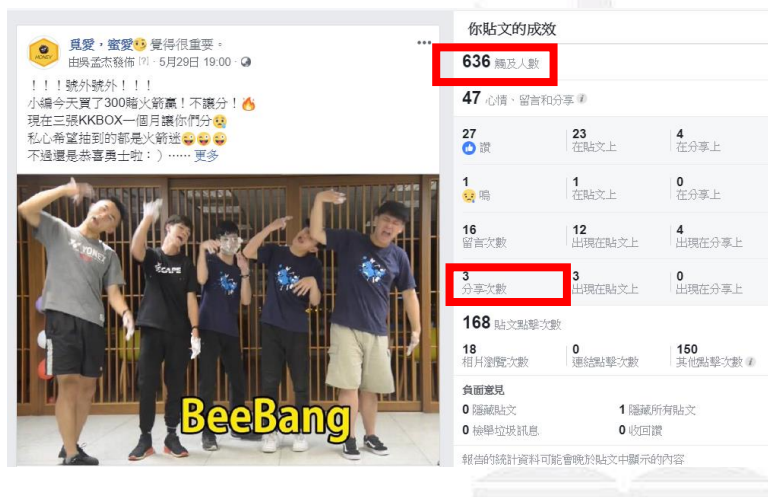 覓愛,蜜愛 覺得很重要。
由吳孟杰發佈 [?] · 5月29日 19:00 ·
HONEY
!!!號外號外!!!
小編今天買了300賭火箭贏!不讓分!🔥
現在三張KKBOX一個月讓你們分😢
私心希望抽到的都是火箭迷😜😜😜
不過還是恭喜勇士啦:)…… 更多
YONEX
ESCAPE
BeeBang
你貼文的成效
636 觸及人數
47 心情、留言和分享
27 讚
23 在貼文上
4 在分享上
1 嗚
1 在貼文上
0 在分享上
16 留言次數
12 出現在貼文上
4 出現在分享上
3 分享次數
3 出現在貼文上
0 出現在分享上
168 貼文點擊次數
18 相片瀏覽次數
0 連結點擊次數
150 其他點擊次數
負面意見
0 隱藏貼文
1 隱藏所有貼文
0 檢舉垃圾訊息
0 收回讚
報告的統計資料可能會晚於貼文中顯示的內容